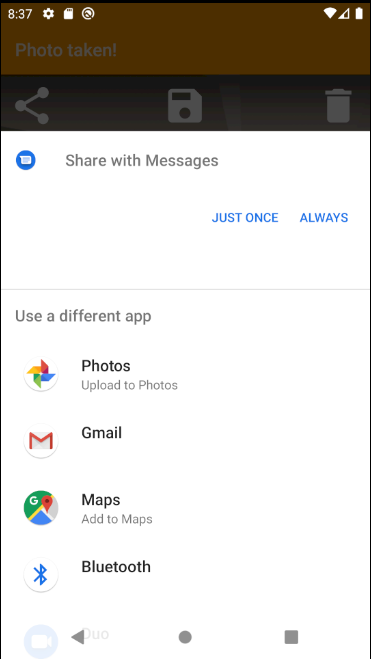 8:37
Photo taken!
Share with Messages
JUST ONCE ALWAYS
Use a different app
Photos
Upload to Photos
Gmail
Maps
Add to Maps
Bluetooth
Duo